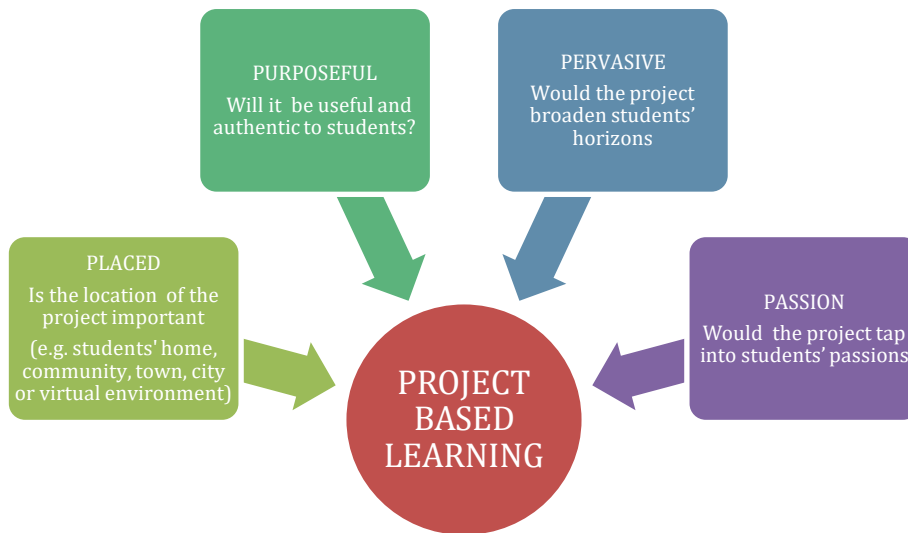 PURPOSEFUL
Will it be useful and
authentic to students?
PERVASIVE
Would the project
broaden students’
horizons
PLACED
Is the location of the
project important
(e.g. students' home,
community, town, city
or virtual environment)
PASSION
Would the project tap
into students’ passions
PROJECT
BASED
LEARNING